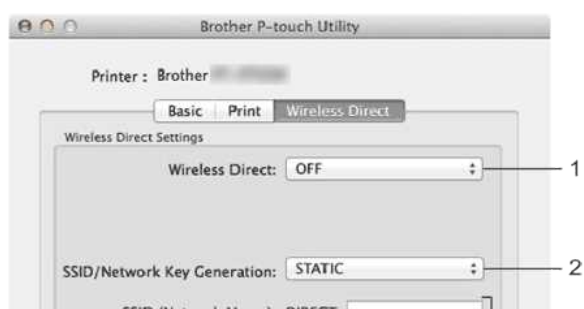 Brother P-touch Utility
Printer : Brother
Basic Print Wireless Direct
Wireless Direct Settings
Wireless Direct: OFF 1
SSID/Network Key Generation: STATIC 2